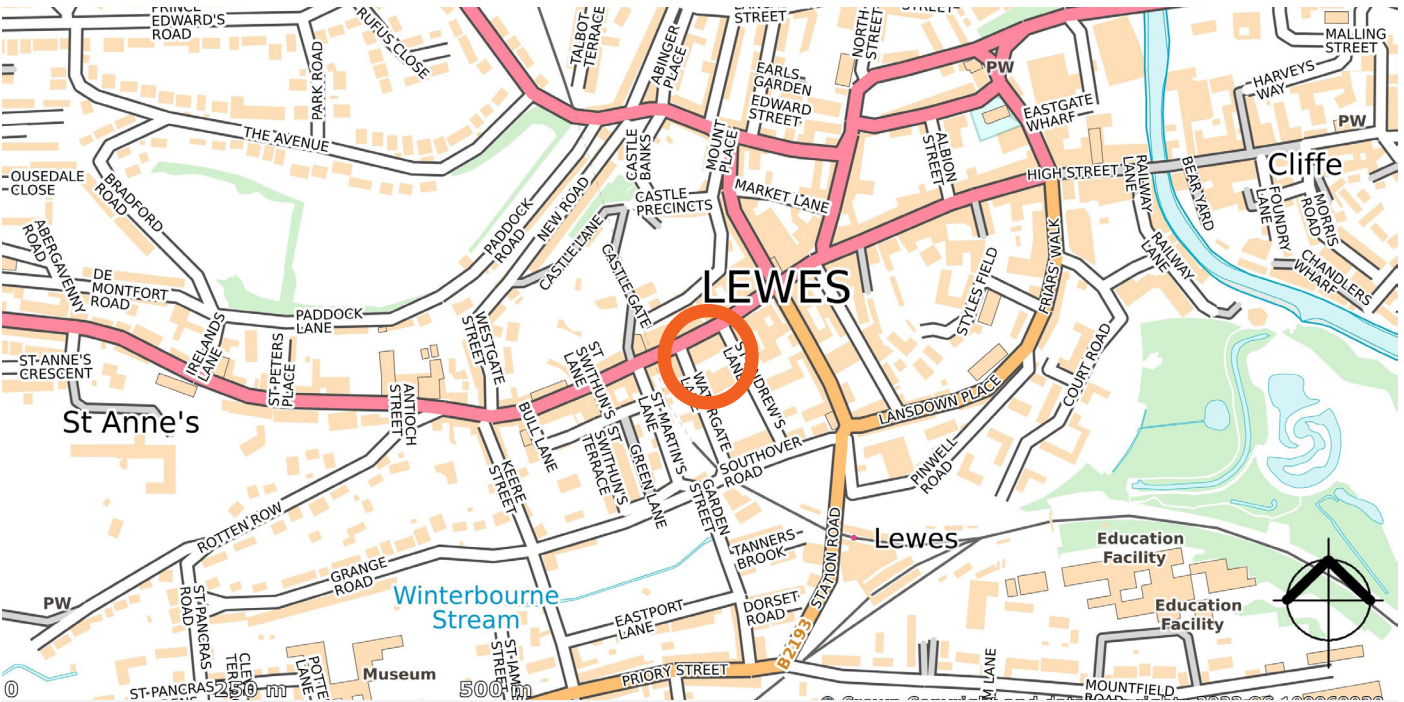 PRINCE
EDWARD'S
ROAD
RUFUS CLOSE
PARK ROAD
THE AVENUE
TALBOT
TERRACE
ABINGER
PLACE
STREET
EARLS
GARDEN
EDWARD
STREET
NORTH
STREET
PW
EASTGATE
WHARF
MALLING
STREET
HARVEYS
WAY
PW
Cliffe
OUSEDALE
CLOSE
BRADFORD
ROAD
ABERGAVENNY
ROAD
DE
MONTFORT
ROAD
PADDOCK
ROAD
NEW ROAD
CASTLE
BANKS
CASTLE
PRECINCTS
MOUNT
PLACE
MARKET LANE
ALBION
STREET
HIGH STREET
RAILWAY
LANE
BEAR YARD
FOUNDRY
LANE
MORRIS
ROAD
CHANDLERS
WHARF
CASTLE LANE
CASTLE GATE
LEWES
STYLES FIELD
FRIARS' WALK
RAILWAY
LANE
PADDOCK
LANE
IRELANDS
LANE
ST-PETERS
PLACE
WESTGATE
STREET
ST-ANNE'S
CRESCENT
St Anne's
ANTIOCH
STREET
BULL LANE
ST
SWITHUN'S
LANE
ST
SWITHUN'S
TERRACE
ST-MARTIN'S
LANE
GREEN LANE
WATERGATE
ST ANDREW'S
LANE
LANSDOWN PLACE
COURT ROAD
PINWELL
ROAD
SOUTHOVER
ROAD
KEERE
STREET
GARDEN
STREET
ROTTEN ROW
GRANGE
ROAD
TANNERS
BROOK
STATION ROAD
Lewes
Education
Facility
Education
Facility
PW
ST-PANCRAS
ROAD
Winterbourne
Stream
EASTPORT
LANE
DORSET
ROAD
B2193
PRIORY STREET
Museum
MOUNTFIELD
ROAD
ST-PANCRAS
0
250 m
500 m